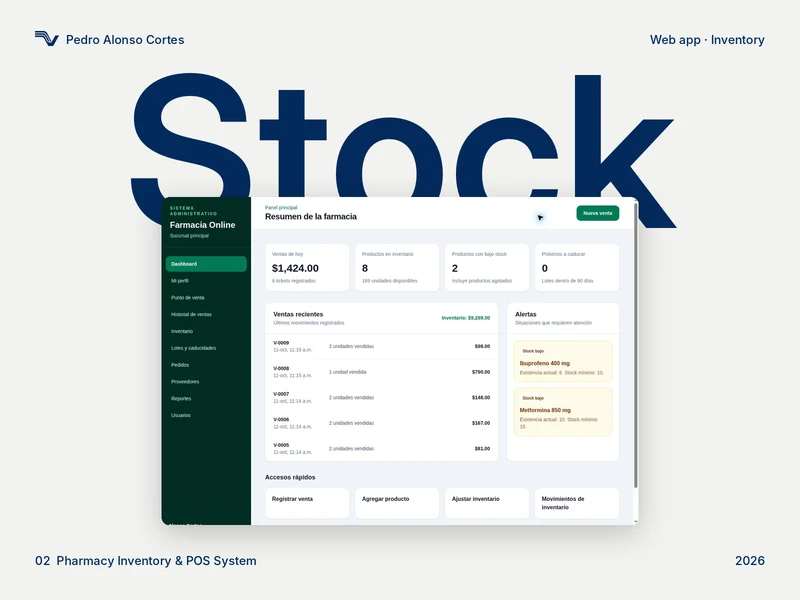 Pedro Alonso Cortes
Web app · Inventory
Stock
SISTEMA
ADMINISTRATIVO
Farmacia Online
Sucursal principal
Dashboard
Mi perfil
Punto de venta
Historial de ventas
Inventario
Lotes y caducidades
Pedidos
Proveedores
Reportes
Usuarios
Panel principal
Resumen de la farmacia
Nueva venta
Ventas de hoy
$1,424.00
6 tickets registrados
Productos en inventario
8
169 unidades disponibles
Productos con bajo stock
2
Incluye productos agotados
Próximos a caducar
0
Lotes dentro de 90 días
Ventas recientes
Últimos movimientos registrados
Inventario: $9,289.00
V-0009
11-oct, 11:15 a.m.
2 unidades vendidas
$98.00
V-0008
11-oct, 11:15 a.m.
1 unidad vendida
$790.00
V-0007
11-oct, 11:14 a.m.
2 unidades vendidas
$148.00
V-0006
11-oct, 11:14 a.m.
2 unidades vendidas
$167.00
V-0005
11-oct, 11:14 a.m.
2 unidades vendidas
$81.00
Alertas
Situaciones que requieren atención
Stock bajo
Ibuprofeno 400 mg
Existencia actual: 6. Stock mínimo: 10.
Stock bajo
Metformina 850 mg
Existencia actual: 10. Stock mínimo:
15.
Accesos rápidos
Registrar venta
Agregar producto
Ajustar inventario
Movimientos de
inventario
02 Pharmacy Inventory & POS System
2026